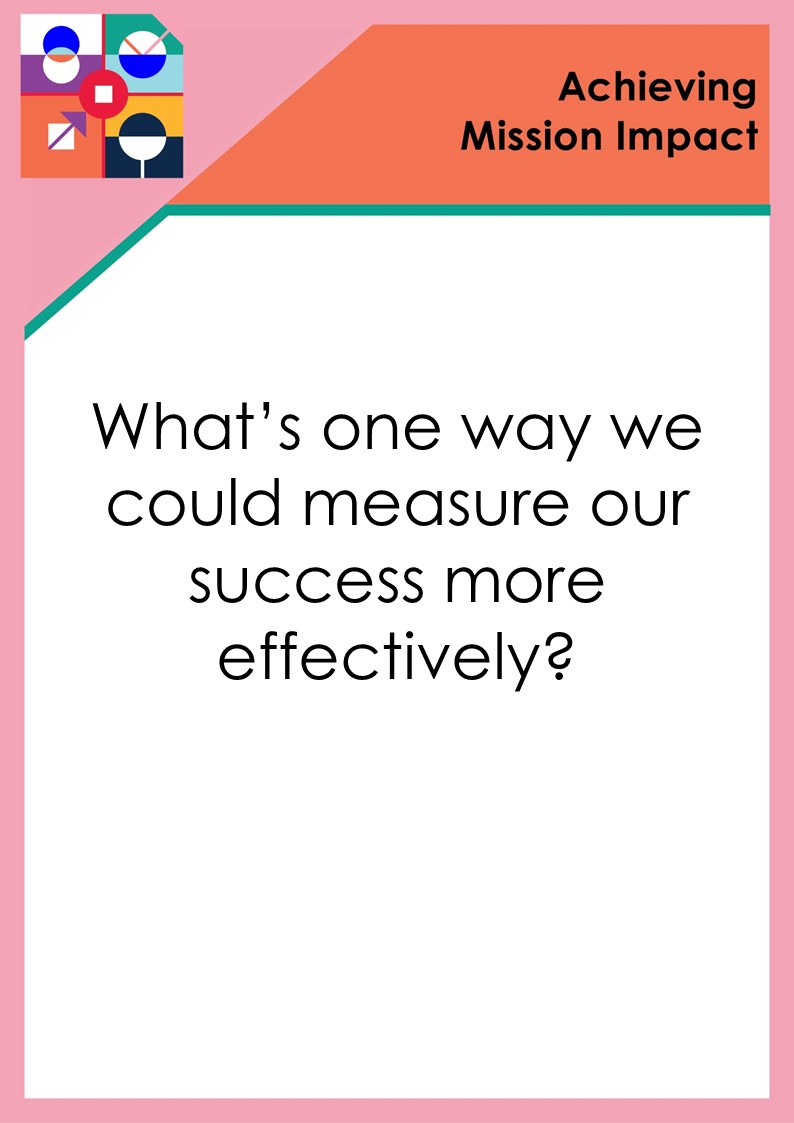 Achieving
Mission Impact
What’s one way we
could measure our
success more
effectively?